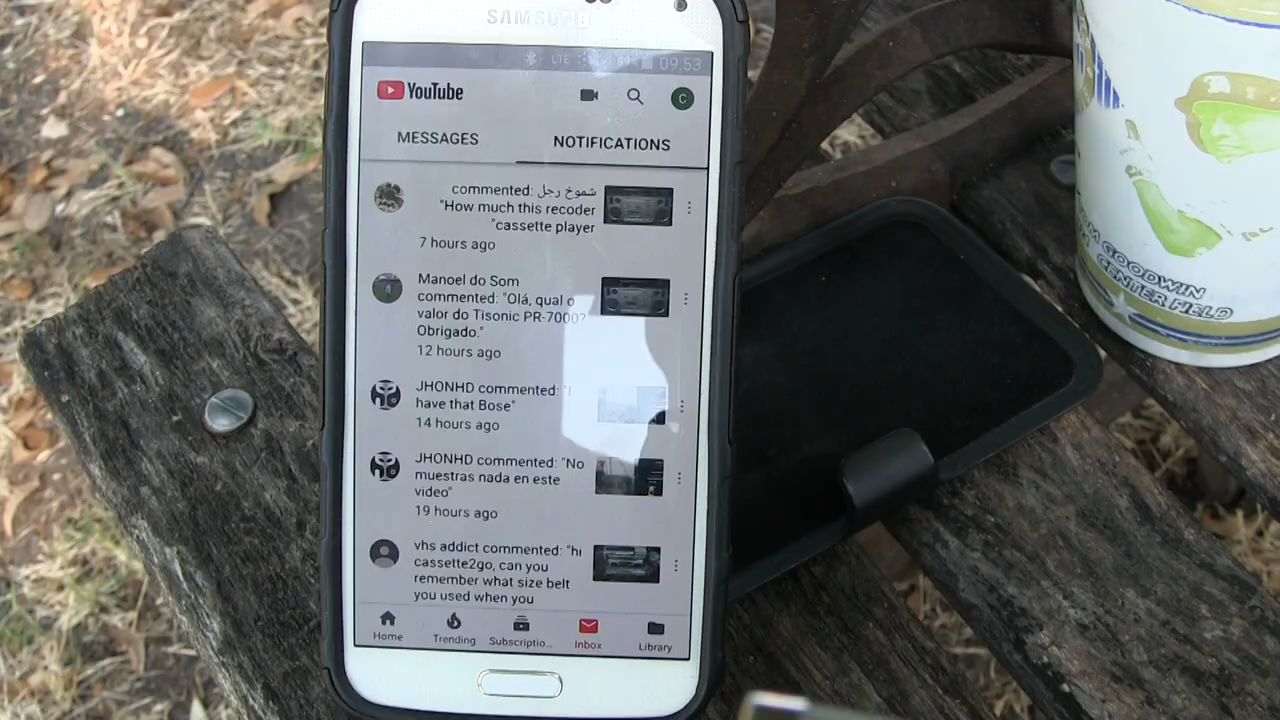 SAMSUNG
LTE 09:53
YouTube
C
MESSAGES NOTIFICATIONS
commented: شموخ رجل
"How much this recoder
"cassette player
7 hours ago
Manoel do Som
commented: "Olá, qual o
valor do Tisonic PR-7000?
Obrigado."
12 hours ago
JHONHD commented: "I
have that Bose"
14 hours ago
JHONHD commented: "No
muestras nada en este
video"
19 hours ago
vhs addict commented: "hi
cassette2go, can you
remember what size belt
you used when you
Home Trending Subscriptio... Inbox Library
GOODWIN
CENTER FIELD